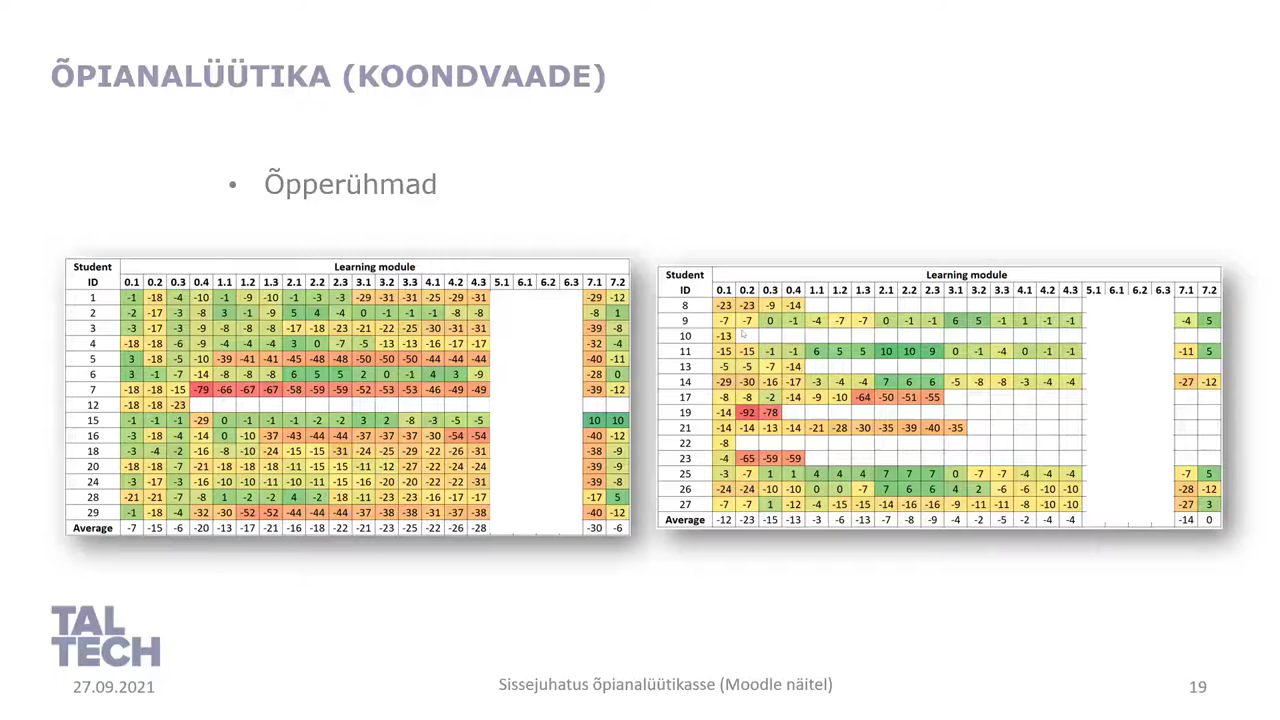 ÕPIANALÜÜTIKA (KOONDVAADE)
• Õpperühmad
Student Learning module
ID 0.1 0.2 0.3 0.4 1.1 1.2 1.3 2.1 2.2 2.3 3.1 3.2 3.3 4.1 4.2 4.3 5.1 6.1 6.2 6.3 7.1 7.2
1 -1 -18 -4 -10 -1 -9 -10 -1 -3 -3 -29 -31 -31 -25 -29 -31 -29 -12
2 -2 -17 -3 -8 3 -1 -9 5 4 -4 0 -1 -1 -1 -8 -8 -8 1
3 -3 -17 -3 -9 -8 -8 -8 -17 -18 -23 -21 -22 -25 -30 -31 -31 -39 -8
4 -18 -18 -6 -9 -4 -4 -4 3 0 -7 -5 -13 -13 -16 -17 -17 -32 -4
5 3 -18 -5 -10 -39 -41 -41 -45 -48 -48 -50 -50 -50 -44 -44 -44 -40 -11
6 3 -1 -7 -14 -8 -8 -8 6 5 5 2 0 -1 4 3 -9 -28 0
7 -18 -18 -15 -79 -66 -67 -67 -58 -59 -59 -52 -53 -53 -46 -49 -49 -39 -12
12 -18 -18 -23
15 -1 -1 -1 -29 0 -1 -1 -1 -2 -2 3 2 -8 -3 -5 -5 10 10
16 -3 -18 -4 -14 0 -10 -37 -43 -44 -44 -37 -37 -37 -30 -54 -54 -40 -12
18 -3 -4 -2 -16 -8 -10 -24 -15 -15 -31 -24 -25 -29 -22 -26 -31 -38 -9
20 -18 -18 -7 -21 -18 -18 -18 -11 -15 -15 -11 -12 -27 -22 -24 -24 -39 -9
24 -3 -17 -3 -16 -10 -10 -11 -10 -11 -15 -24 -20 -20 -22 -22 -31 -39 -8
28 -21 -21 -7 -8 1 -2 -2 4 -2 -18 -11 -23 -23 -16 -17 -17 -17 5
29 -1 -18 -4 -32 -30 -52 -52 -44 -44 -44 -37 -38 -38 -31 -38 -38 -40 -12
Average -7 -15 -6 -20 -13 -17 -21 -16 -18 -22 -21 -23 -25 -22 -26 -28 -30 -6
Student Learning module
ID 0.1 0.2 0.3 0.4 1.1 1.2 1.3 2.1 2.2 2.3 3.1 3.2 3.3 4.1 4.2 4.3 5.1 6.1 6.2 6.3 7.1 7.2
8 -23 -23 -9 -14
9 -7 -7 0 -1 -4 -7 -7 0 -1 -1 6 5 -1 -4 -1 -1 -4 5
10 -13
11 -15 -15 -1 -1 6 5 5 10 10 9 0 -1 -4 0 -1 -1 -11 5
13 -5 -5 -7 -14
14 -29 -30 -16 -17 -3 -4 -4 7 6 6 -5 -8 -8 -3 -4 -4 -27 -12
17 -8 -8 -2 -14 -9 -10 -64 -50 -51 -55
19 -14 -92 -78
21 -14 -14 -13 -14 -21 -28 -30 -35 -39 -40 -35
22 -8
23 -4 -65 -59 -59
25 -3 -7 1 1 4 4 4 7 7 7 0 -7 -7 -4 -4 -4 -7 5
26 -24 -24 -10 -10 0 0 -7 7 6 6 4 2 -6 -6 -10 -10 -28 -12
27 -7 -7 1 -12 -4 -15 -15 -14 -16 -16 -9 -11 -11 -8 -10 -10 -27 3
Average -12 -23 -15 -13 -3 -6 -13 -7 -8 -9 -4 -2 -5 -2 -4 -4 -14 0
TAL
TECH
27.09.2021
Sissejuhatus õpianalüütikasse (Moodle näitel)
19